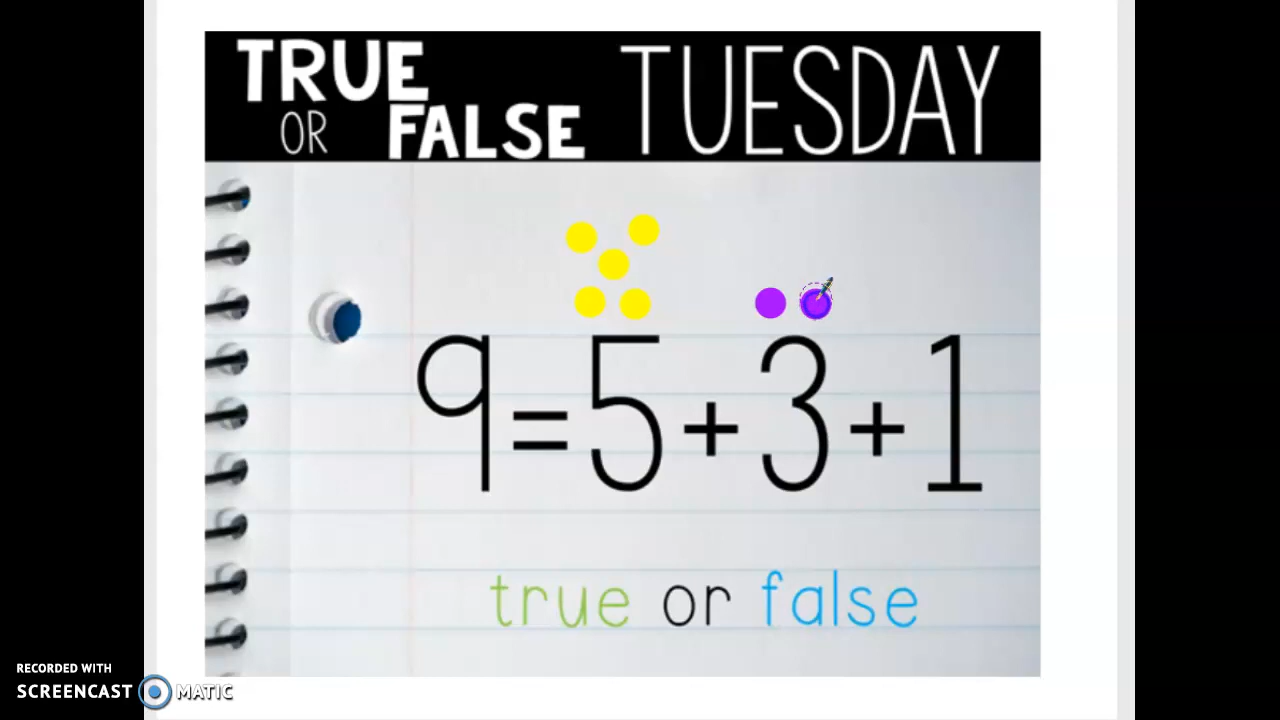 TRUE OR FALSE TUESDAY
9=5+3+1
true or false
RECORDED WITH
SCREENCAST MATIC